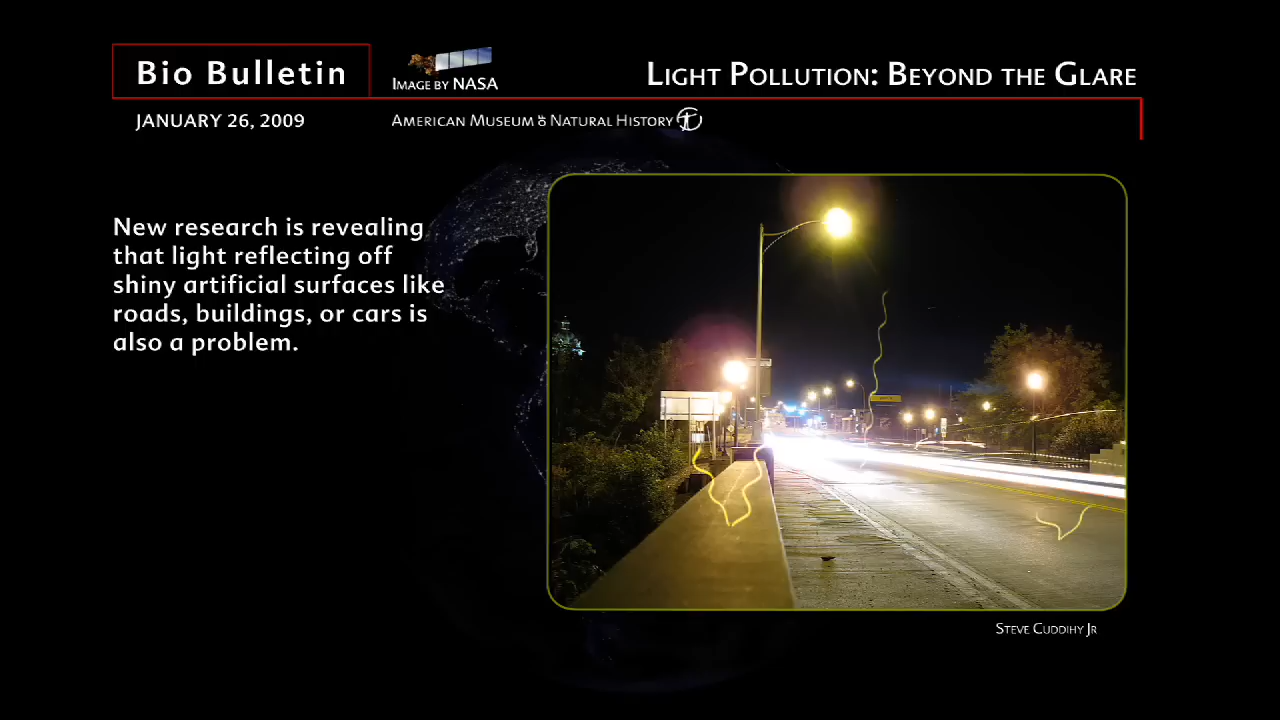 Bio Bulletin
IMAGE BY NASA
LIGHT POLLUTION: BEYOND THE GLARE
JANUARY 26, 2009
AMERICAN MUSEUM OF NATURAL HISTORY
New research is revealing
that light reflecting off
shiny artificial surfaces like
roads, buildings, or cars is
also a problem.
STEVE CUDDIHY JR